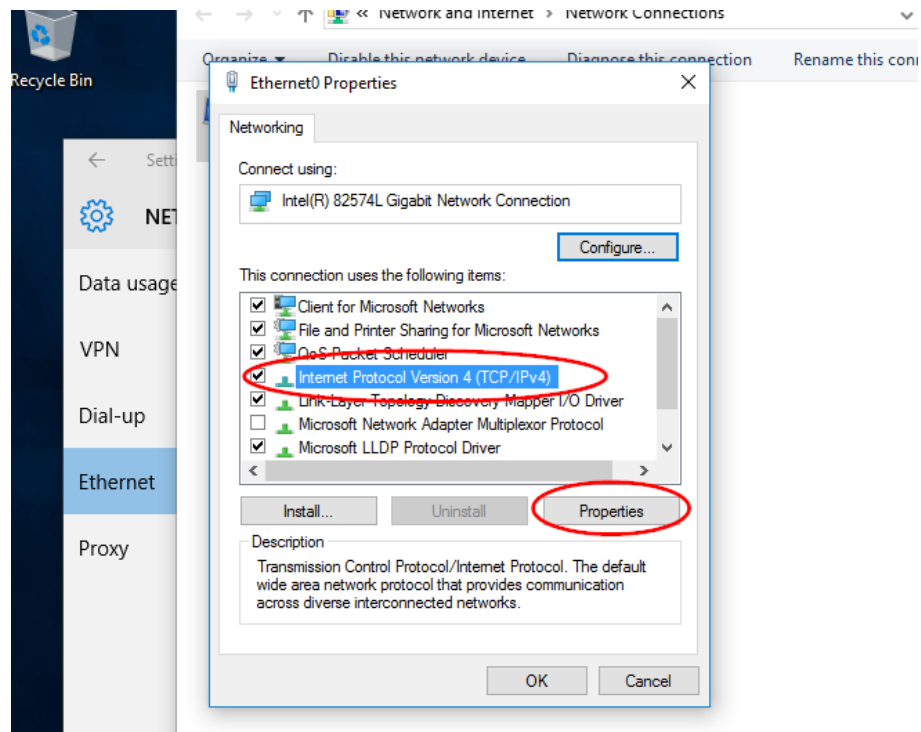 « Network and Internet > Network Connections
Recycle Bin
Organize Disable this network device Diagnose this connection Rename this conn
Ethernet0 Properties
Networking
Connect using:
Intel(R) 82574L Gigabit Network Connection
Configure...
This connection uses the following items:
Client for Microsoft Networks
File and Printer Sharing for Microsoft Networks
QoS Packet Scheduler
Internet Protocol Version 4 (TCP/IPv4)
Link-Layer Topology Discovery Mapper I/O Driver
Microsoft Network Adapter Multiplexor Protocol
Microsoft LLDP Protocol Driver
Install... Uninstall Properties
Description
Transmission Control Protocol/Internet Protocol. The default
wide area network protocol that provides communication
across diverse interconnected networks.
OK Cancel
Setti
NET
Data usage
VPN
Dial-up
Ethernet
Proxy